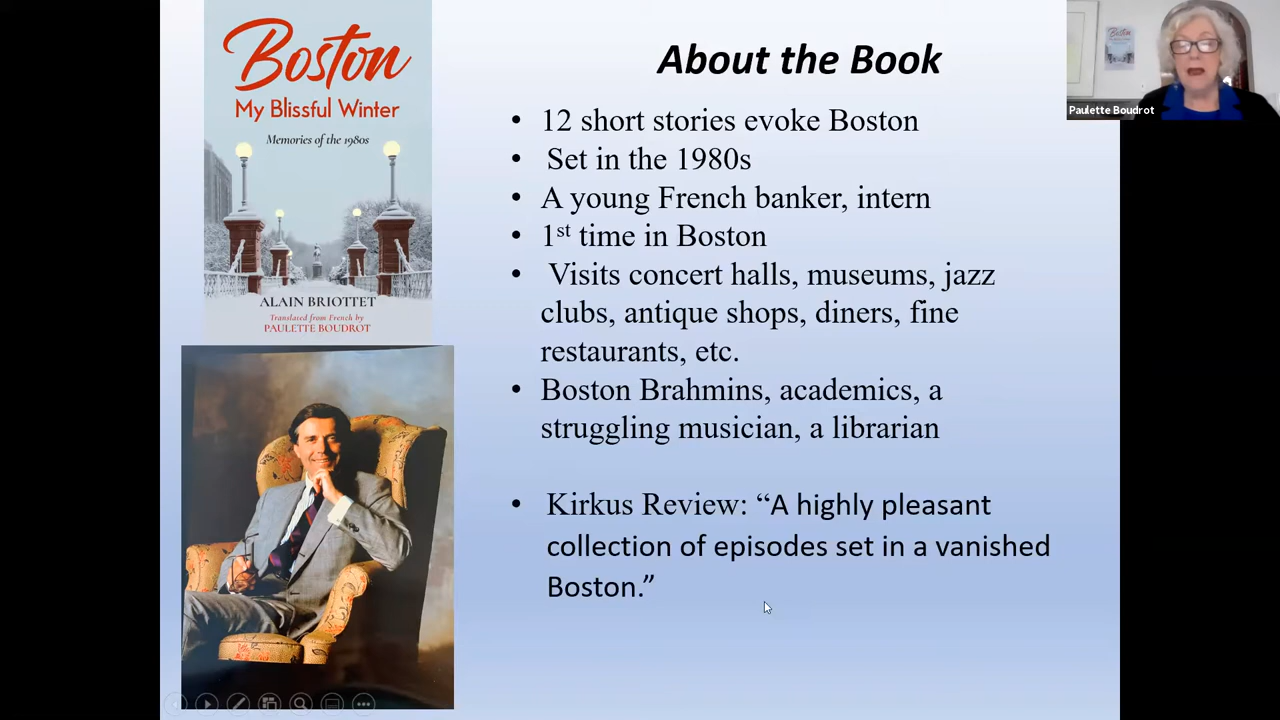 Boston
My Blissful Winter
Memories of the 1980s
ALAIN BRIOTTET
Translated from French by
PAULETTE BOUDROT
About the Book
• 12 short stories evoke Boston
• Set in the 1980s
• A young French banker, intern
• 1st time in Boston
• Visits concert halls, museums, jazz
clubs, antique shops, diners, fine
restaurants, etc.
• Boston Brahmins, academics, a
struggling musician, a librarian
• Kirkus Review: “A highly pleasant
collection of episodes set in a vanished
Boston.”
Paulette Boudrot